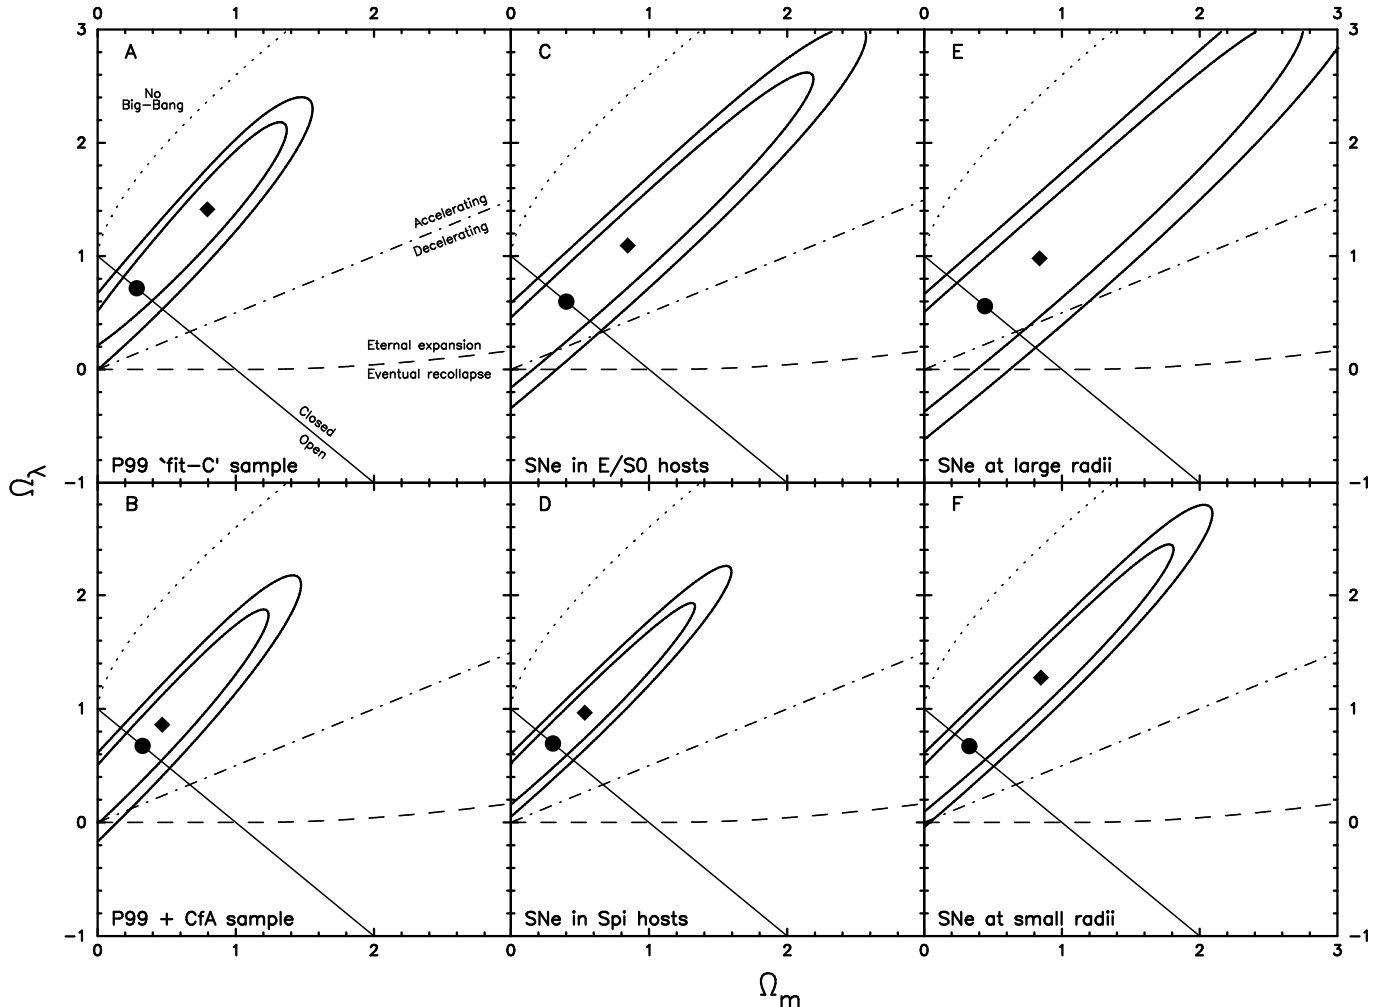 0 1 2 0 1 2 0 1 2 3
3 A C E 3
No
Big-Bang
2 2
Accelerating
Decelerating
1 1
Eternal expansion
0 0
Eventual recollapse
Closed
Open
P99 `fit-C' sample SNe in E/S0 hosts SNe at large radii
Ωλ
-1 -1
B D F
2 2
1 1
0 0
P99 + CfA sample SNe in Spi hosts SNe at small radii
-1 -1
0 1 2 0 1 2 0 1 2 3
Ωm